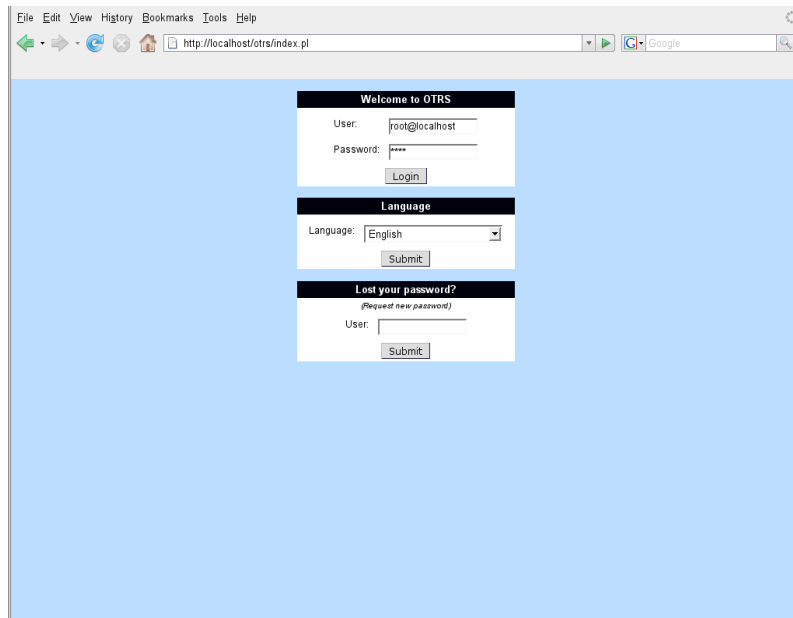 File Edit View History Bookmarks Tools Help
http://localhost/otrs/index.pl
G Google
Welcome to OTRS
User: root@localhost
Password: ****
Login
Language
Language: English
Submit
Lost your password?
(Request new password)
User:
Submit